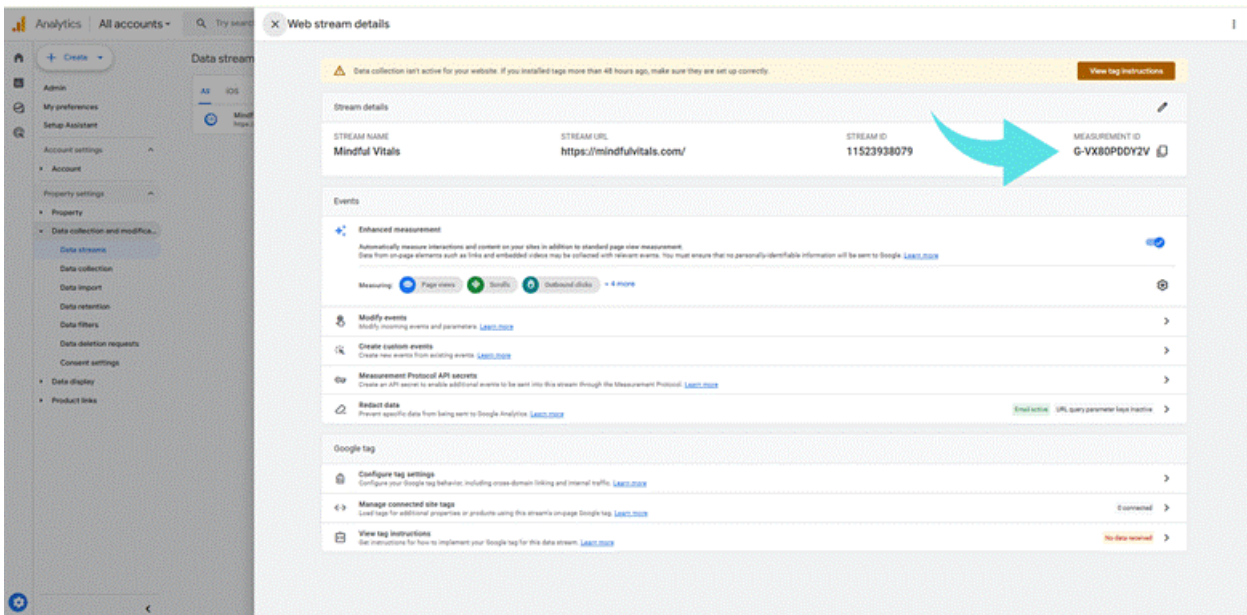 Analytics All accounts
Try searc
Web stream details
Create
Admin
My preferences
Setup Assistant
Account settings
Account
Property settings
Property
Data collection and modifica...
Data streams
Data collection
Data import
Data retention
Data filters
Data deletion requests
Consent settings
Data display
Product links
Data stream
All iOS
Mindf
https:/
Data collection isn't active for your website. If you installed tags more than 48 hours ago, make sure they are set up correctly.
View tag instructions
Stream details
STREAM NAME STREAM URL STREAM ID MEASUREMENT ID
Mindful Vitals https://mindfulvitals.com/ 11523938079 G-VX80PDDY2V
Events
Enhanced measurement
Automatically measure interactions and content on your sites in addition to standard page view measurement.
Data from on-page elements such as links and embedded videos may be collected with relevant events. You must ensure that no personally-identifiable information will be sent to Google. Learn more
Measuring: Page views Scrolls Outbound clicks + 4 more
Modify events
Modify incoming events and parameters. Learn more
Create custom events
Create new events from existing events. Learn more
Measurement Protocol API secrets
Create an API secret to enable additional events to be sent into this stream through the Measurement Protocol. Learn more
Redact data
Prevent specific data from being sent to Google Analytics. Learn more
Email active URL query parameter keys inactive
Google tag
Configure tag settings
Configure your Google tag behavior, including cross-domain linking and internal traffic. Learn more
Manage connected site tags
Load tags for additional properties or products using this stream's on-page Google tag. Learn more
0 connected
View tag instructions
Get instructions for how to implement your Google tag for this data stream. Learn more
No data received